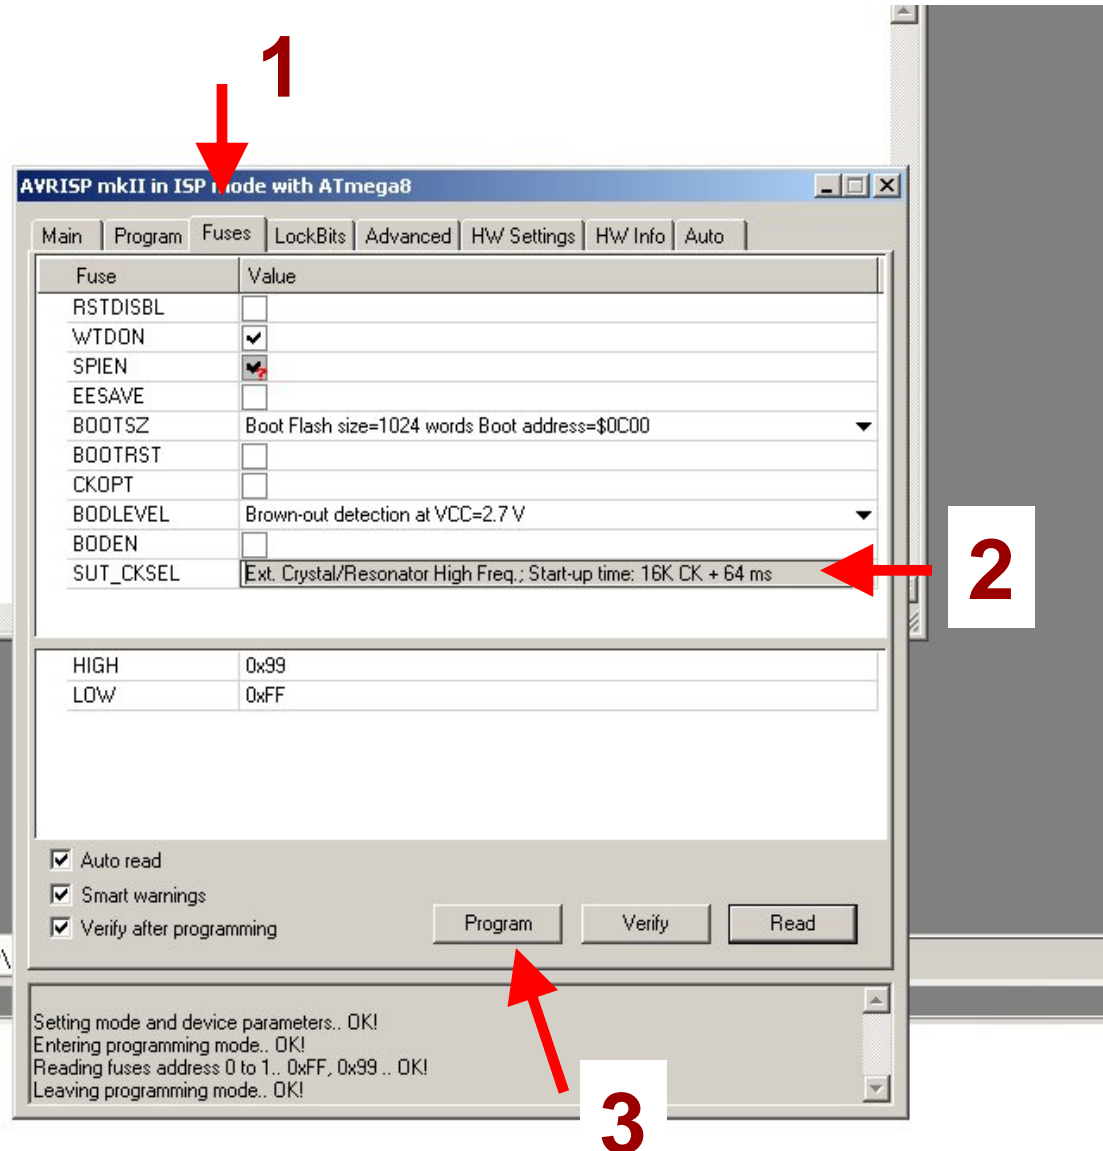 1
AVRISP mkII in ISP mode with ATmega8
Main Program Fuses LockBits Advanced HW Settings HW Info Auto
Fuse Value
RSTDISBL
WTDON
SPIEN
EESAVE
BOOTSZ Boot Flash size=1024 words Boot address=$0C00
BOOTRST
CKOPT
BODLEVEL Brown-out detection at VCC=2.7 V
BODEN
SUT_CKSEL Ext. Crystal/Resonator High Freq.; Start-up time: 16K CK + 64 ms
2
HIGH 0x99
LOW 0xFF
Auto read
Smart warnings
Verify after programming
Program Verify Read
\
Setting mode and device parameters.. OK!
Entering programming mode.. OK!
Reading fuses address 0 to 1.. 0xFF, 0x99 .. OK!
Leaving programming mode.. OK!
3